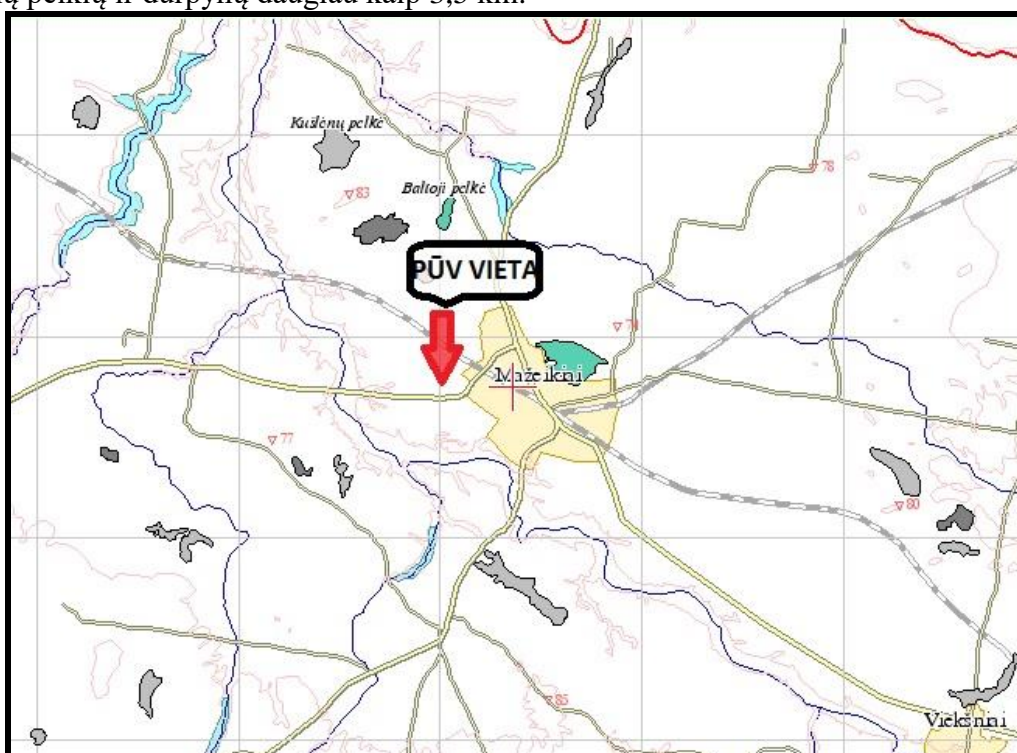 ių pelkių ir durpynų daugiau kaip 3,5 km.
Kušlėnų pelkė
78
83
Baltoji pelkė
PŪV VIETA
Mažeikiai
77
80
85
Viekšniai